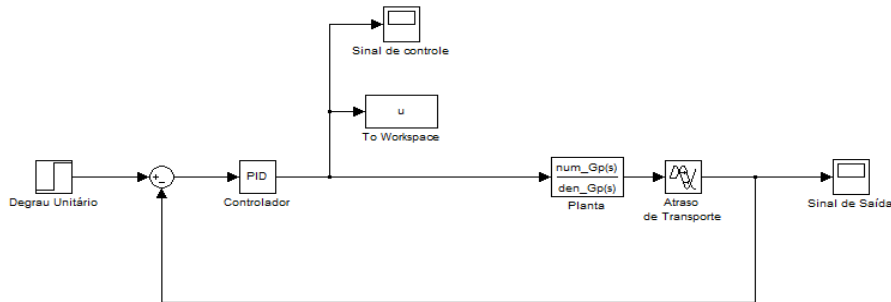 Sinal de controle
u
To Workspace
+
-
PID
num_Gp(s)
den_Gp(s)
Degrau Unitário
Controlador
Planta
Atraso
de Transporte
Sinal de Saída